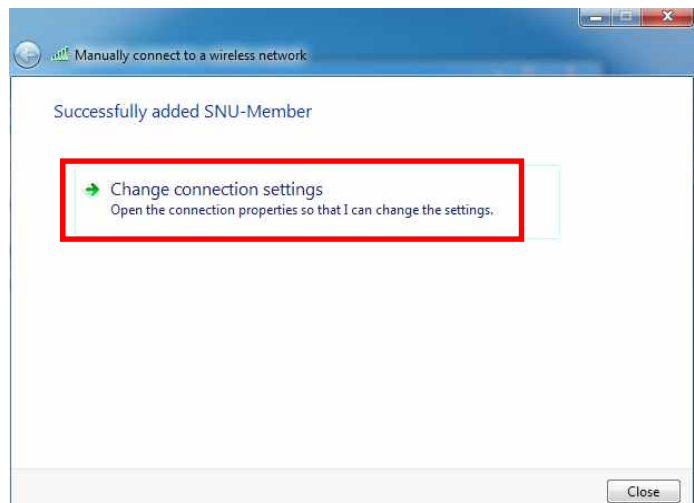 Manually connect to a wireless network
Successfully added SNU-Member
Change connection settings
Open the connection properties so that I can change the settings.
Close